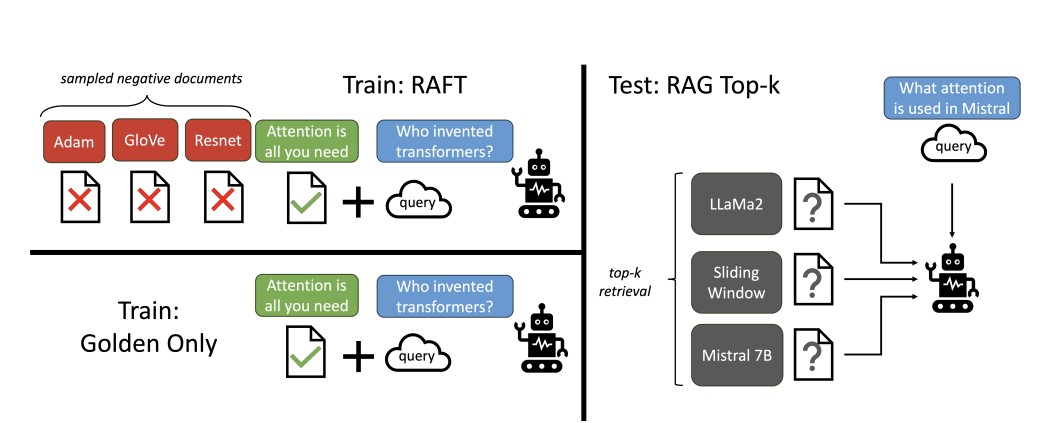 sampled negative documents
Train: RAFT
Adam
GloVe
Resnet
Attention is
all you need
Who invented
transformers?
query
Train:
Golden Only
Attention is
all you need
Who invented
transformers?
query
Test: RAG Top-k
What attention
is used in Mistral
query
top-k
retrieval
LLaMa2
?
Sliding
Window
?
Mistral 7B
?